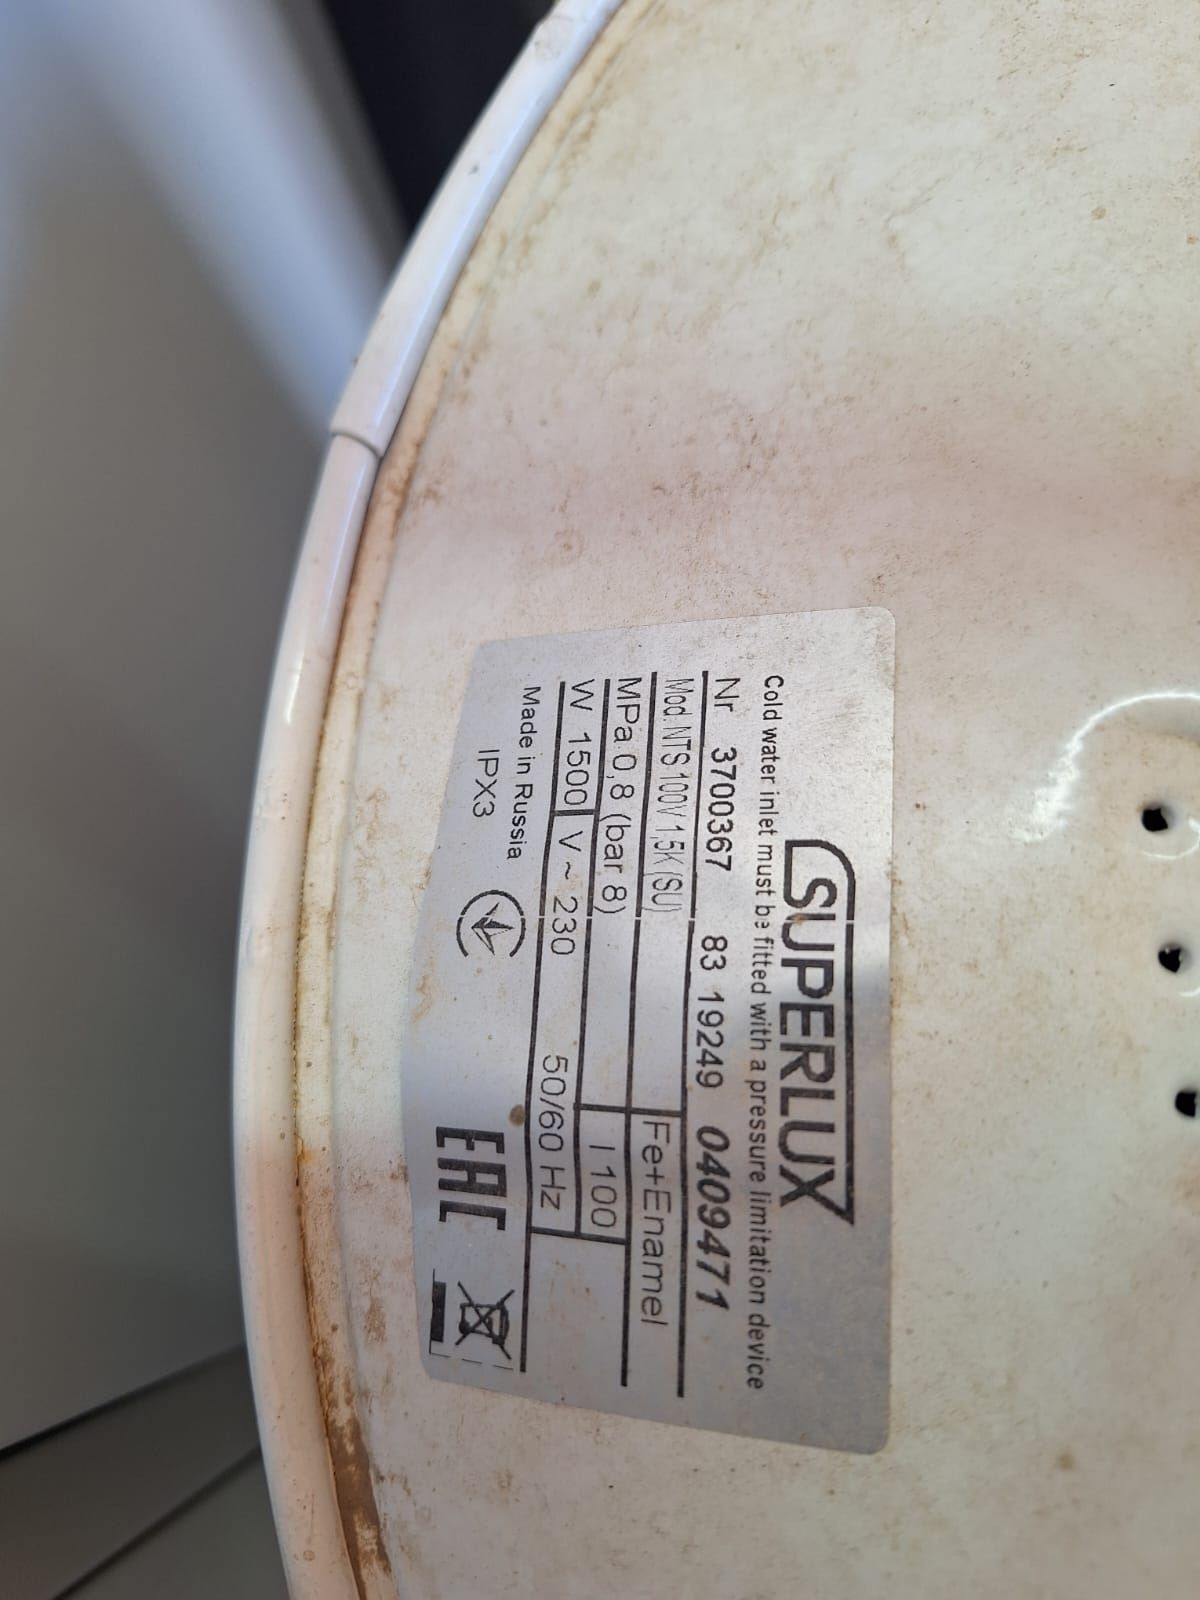 SUPERLUX
Cold water inlet must be fitted with a pressure limitation device
Nr 3700367 83 19249 0409471
Mod. NTS 100V 1,5K (SU) Fe+Enamel
MPa 0,8 (bar 8) l 100
W 1500 V~ 230 50/60 Hz
Made in Russia
IPX3
EAC